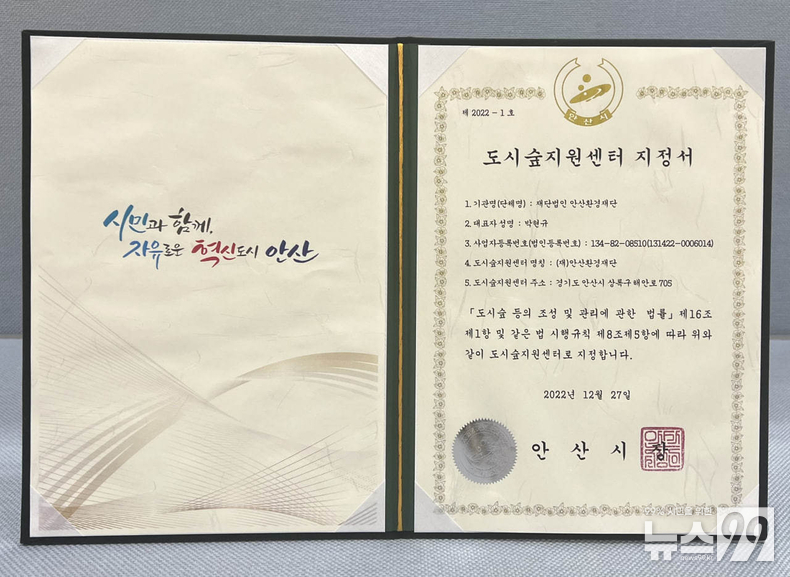 시민과 함께,
자유로운 혁신도시 안산
안산시
제 2022 - 1 호
도시숲지원센터 지정서
1. 기관명(단체명) : 재단법인 안산환경재단
2. 대표자 성명 : 박현규
3. 사업자등록번호(법인등록번호) : 134-82-08510(131422-0006014)
4. 도시숲지원센터 명칭 : (재)안산환경재단
5. 도시숲지원센터 주소 : 경기도 안산시 상록구 해안로 705
「도시숲 등의 조성 및 관리에 관한 법률」제16조
제1항 및 같은 법 시행규칙 제8조제5항에 따라 위와
같이 도시숲지원센터로 지정합니다.
2022년 12월 27일
안 산 시 장
뉴스99